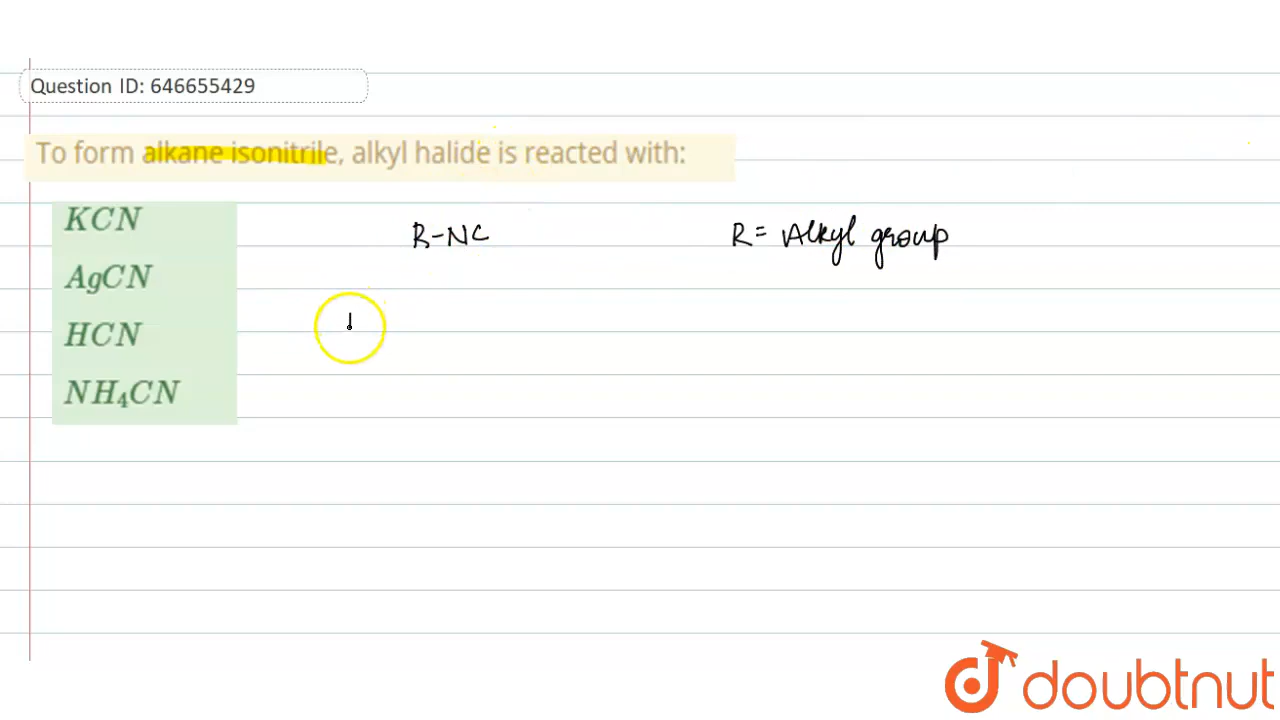 Question ID: 646655429
To form alkane isonitrile, alkyl halide is reacted with:
KCN
R-NC R= Alkyl group
AgCN
HCN
NH₄CN
doubtnut